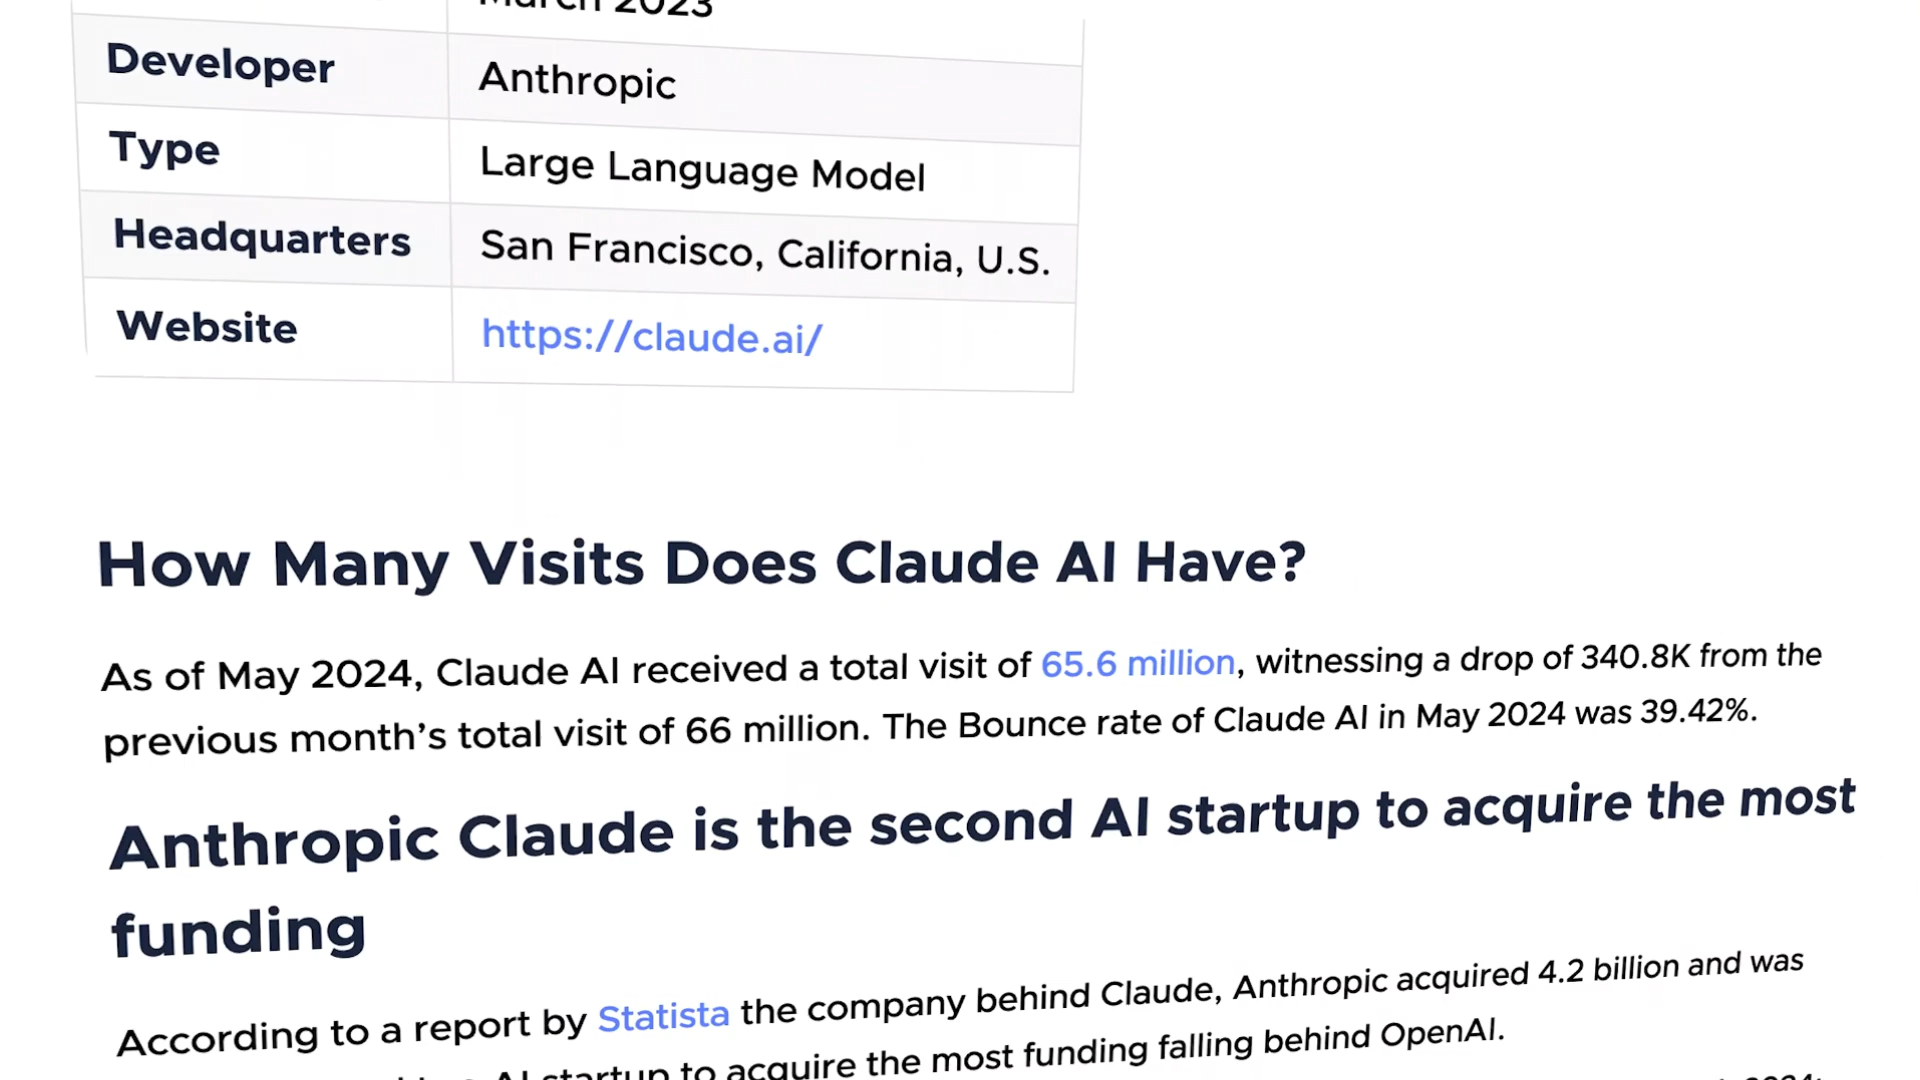 March 2023
Developer
Anthropic
Type
Large Language Model
Headquarters
San Francisco, California, U.S.
Website
https://claude.ai/
How Many Visits Does Claude AI Have?
As of May 2024, Claude AI received a total visit of 65.6 million, witnessing a drop of 340.8K from the
previous month’s total visit of 66 million. The Bounce rate of Claude AI in May 2024 was 39.42%.
Anthropic Claude is the second AI startup to acquire the most
funding
According to a report by Statista the company behind Claude, Anthropic acquired 4.2 billion and was
AI startup to acquire the most funding falling behind OpenAI.